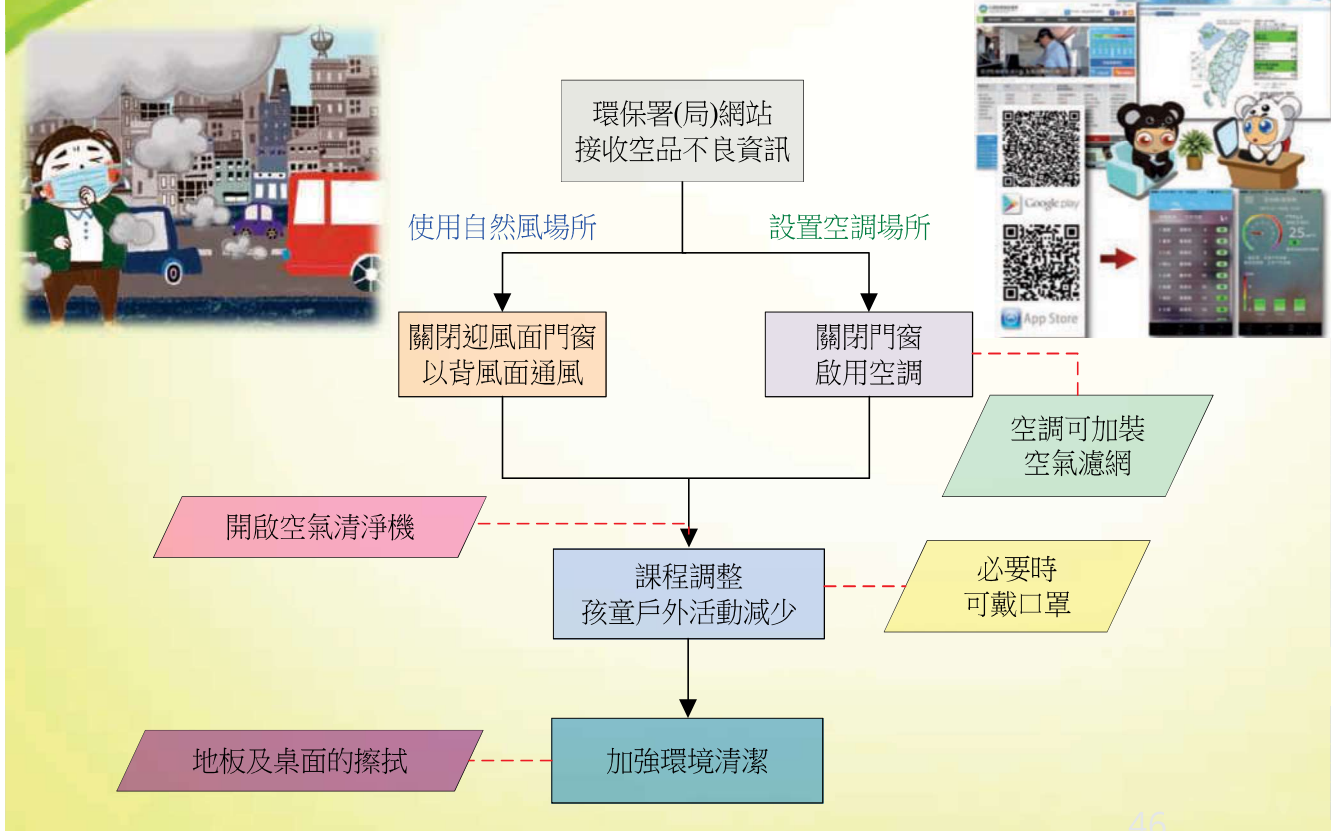 環保署(局)網站
接收空品不良資訊
使用自然風場所
設置空調場所
Google play
App Store
25
關閉迎風面門窗
以背風面通風
關閉門窗
啟用空調
空調可加裝
空氣濾網
開啟空氣清淨機
課程調整
孩童戶外活動減少
必要時
可戴口罩
地板及桌面的擦拭
加強環境清潔
46